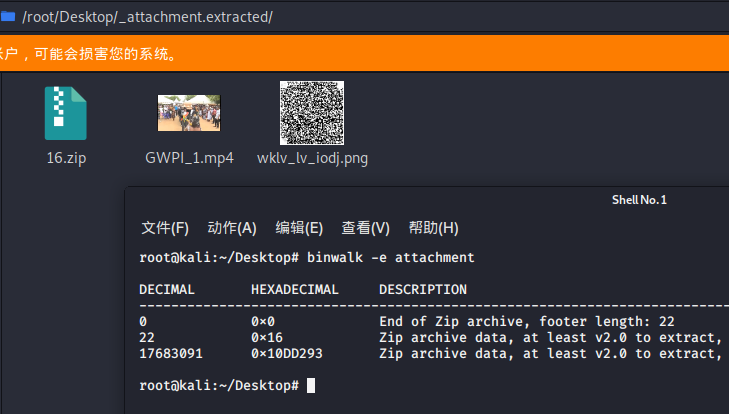 /root/Desktop/_attachment.extracted/
账户，可能会损害您的系统。
16.zip
GWPI_1.mp4
wklv_lv_iodj.png
Shell No.1
文件(F) 动作(A) 编辑(E) 查看(V) 帮助(H)
root@kali:~/Desktop# binwalk -e attachment
DECIMAL HEXADECIMAL DESCRIPTION
--------------------------------------------------------------------------------
0 0×0 End of Zip archive, footer length: 22
22 0×16 Zip archive data, at least v2.0 to extract,
17683091 0×10DD293 Zip archive data, at least v2.0 to extract,
root@kali:~/Desktop#